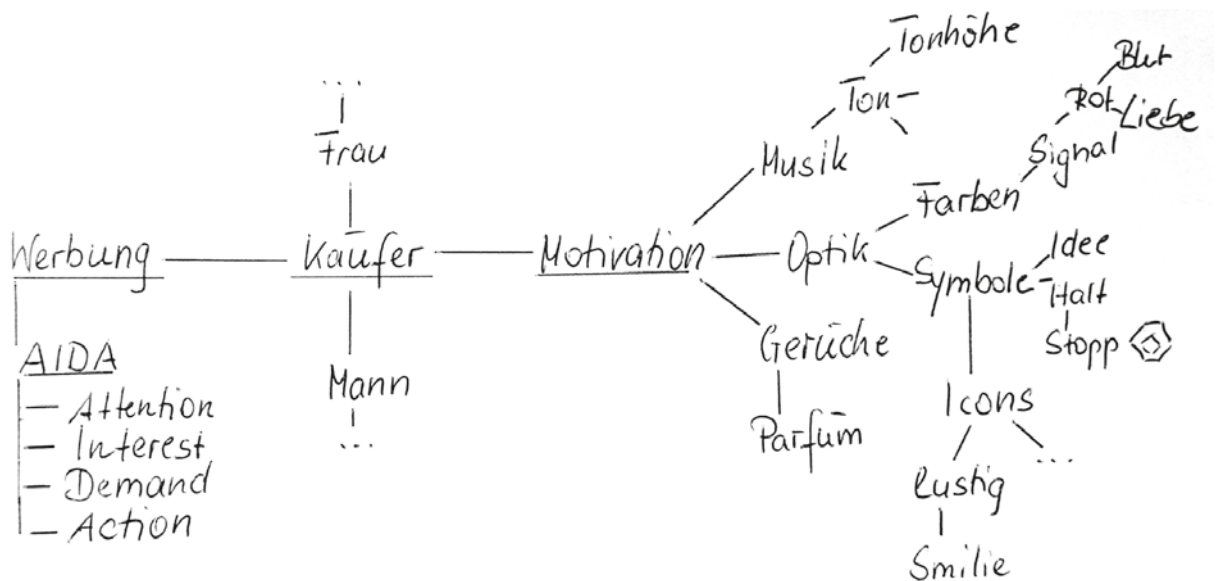 Tonhöhe
Blut
...
Ton
Rot
Liebe
Frau
Musik
Signal
Farben
Werbung
Käufer
Motivation
Optik
Idee
Symbole
Halt
AIDA
Gerüche
Stopp
Attention
Mann
Icons
Interest
...
Parfüm
...
Demand
lustig
Action
Smilie